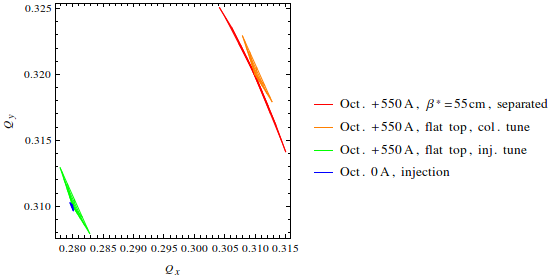 0.325
0.320
0.315
0.310
Q_y
0.280 0.285 0.290 0.295 0.300 0.305 0.310 0.315
Q_x
Oct. +550 A, β* = 55 cm, separated
Oct. +550 A, flat top, col. tune
Oct. +550 A, flat top, inj. tune
Oct. 0 A, injection